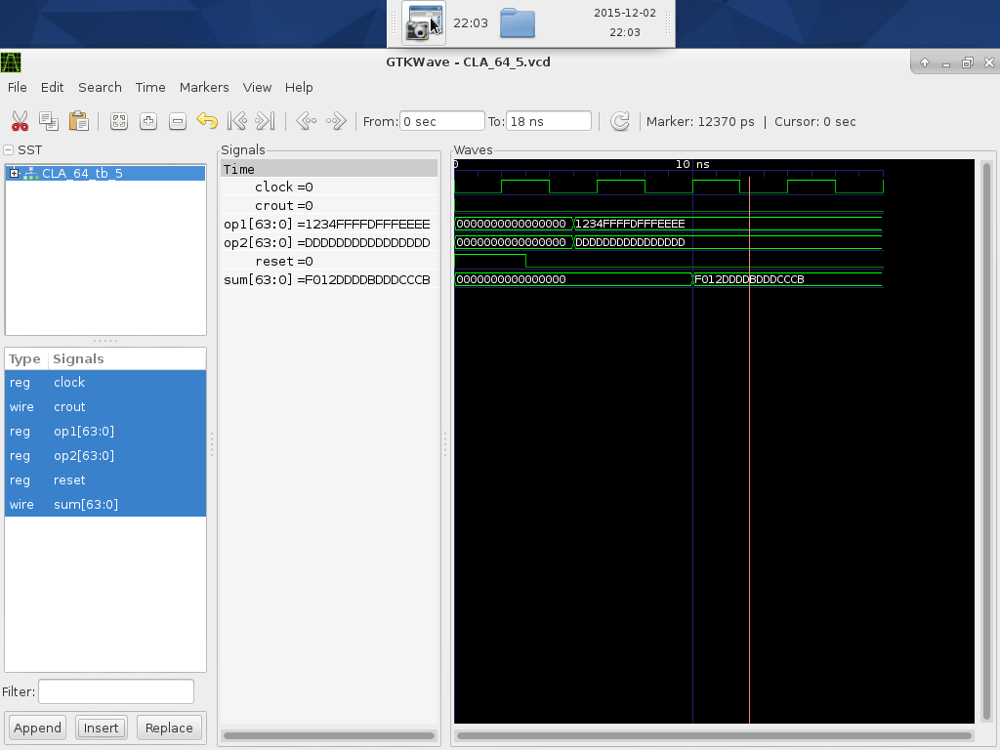 22:03
2015-12-02
22:03
GTKWave - CLA_64_5.vcd
File Edit Search Time Markers View Help
From: 0 sec To: 18 ns Marker: 12370 ps | Cursor: 0 sec
SST
CLA_64_tb_5
Type Signals
reg clock
wire crout
reg op1[63:0]
reg op2[63:0]
reg reset
wire sum[63:0]
Filter:
Append Insert Replace
Signals
Time
clock =0
crout =0
op1[63:0] =1234FFFFDFFFEEEE
op2[63:0] =DDDDDDDDDDDDDDDD
reset =0
sum[63:0] =F012DDDDBDDDCCCB
Waves
0 10 ns
0000000000000000 1234FFFFDFFFEEEE
0000000000000000 DDDDDDDDDDDDDDDD
0000000000000000 F012DDDDBDDDCCCB